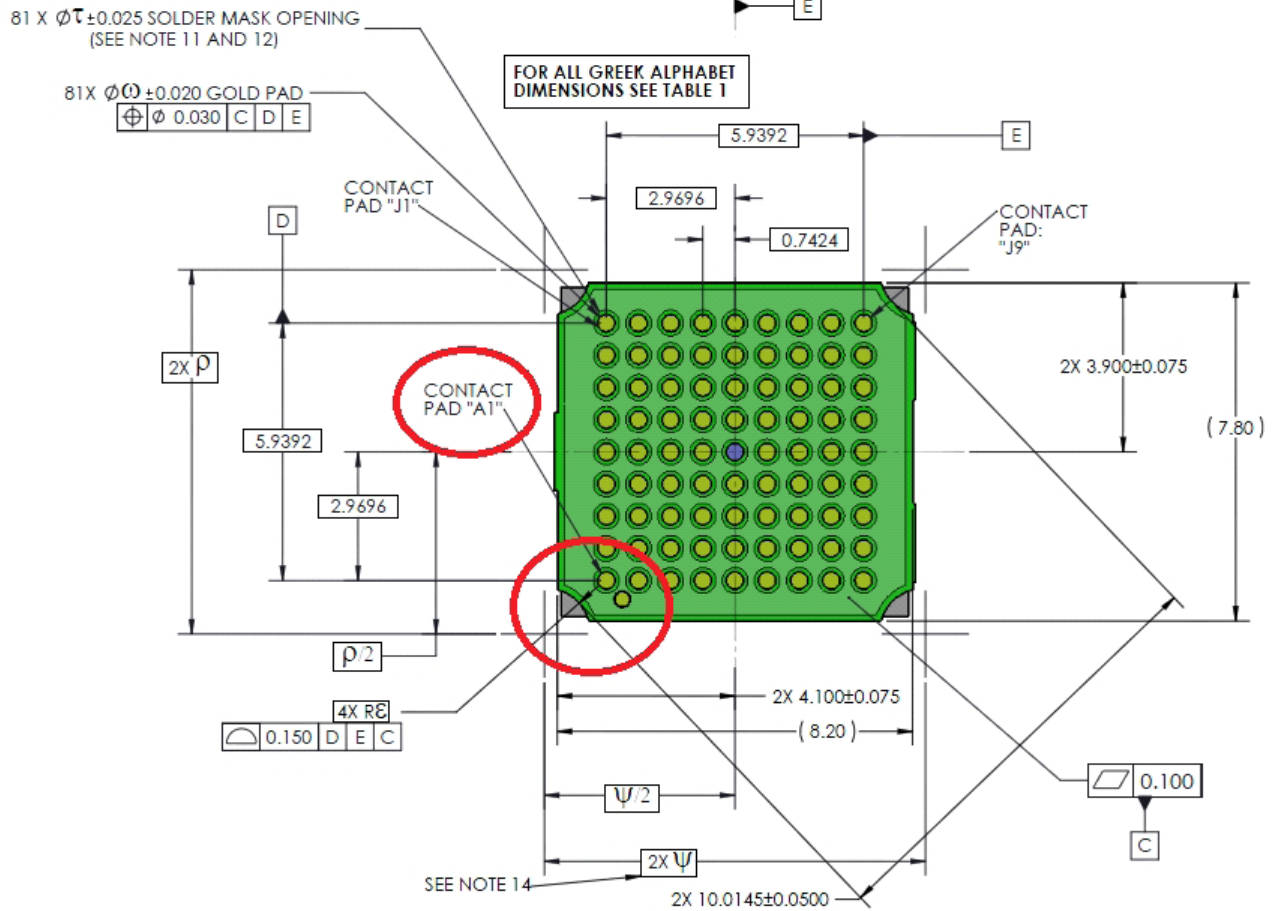 E
81 X ØT±0.025 SOLDER MASK OPENING
(SEE NOTE 11 AND 12)
FOR ALL GREEK ALPHABET
DIMENSIONS SEE TABLE 1
81X Øω±0.020 GOLD PAD
⌖ Ø 0.030 C D E
5.9392
E
CONTACT
PAD "J1"
2.9696
CONTACT
PAD:
"J9"
D
0.7424
2X ρ
2X 3.900±0.075
CONTACT
PAD "A1"
(7.80)
5.9392
2.9696
ρ/2
2X 4.100±0.075
4X Rε
⌓ 0.150 D E C
(8.20)
⏥ 0.100
Ψ/2
C
2X Ψ
SEE NOTE 14
2X 10.0145±0.0500